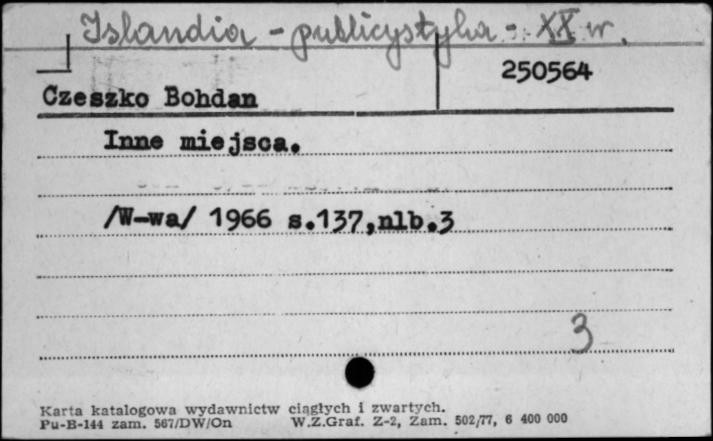 Islandia - publicystyka - XX w.
250564
Czeszko Bohdan
Inne miejsca.
/W-wa/ 1966 s.137,nlb.3
3
Karta katalogowa wydawnictw ciągłych i zwartych.
Pu-B-144 zam. 567/DW/On W.Z.Graf. Z-2, Zam. 502/77, 6 400 000